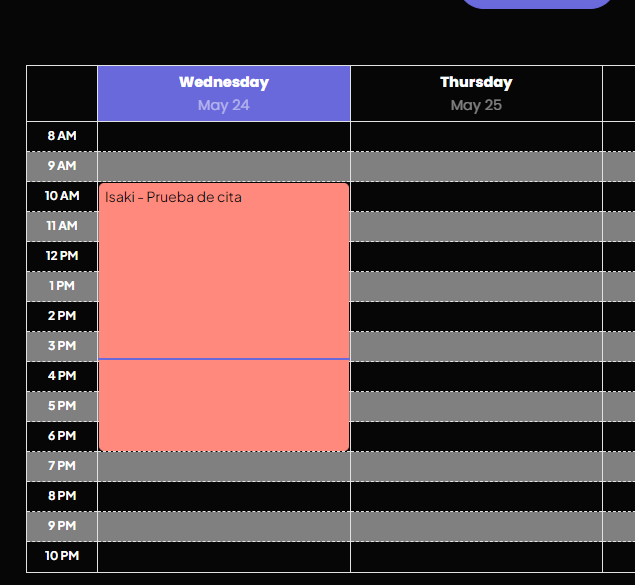 Wednesday
May 24
Thursday
May 25
8 AM
9 AM
10 AM
Isaki - Prueba de cita
11 AM
12 PM
1 PM
2 PM
3 PM
4 PM
5 PM
6 PM
7 PM
8 PM
9 PM
10 PM